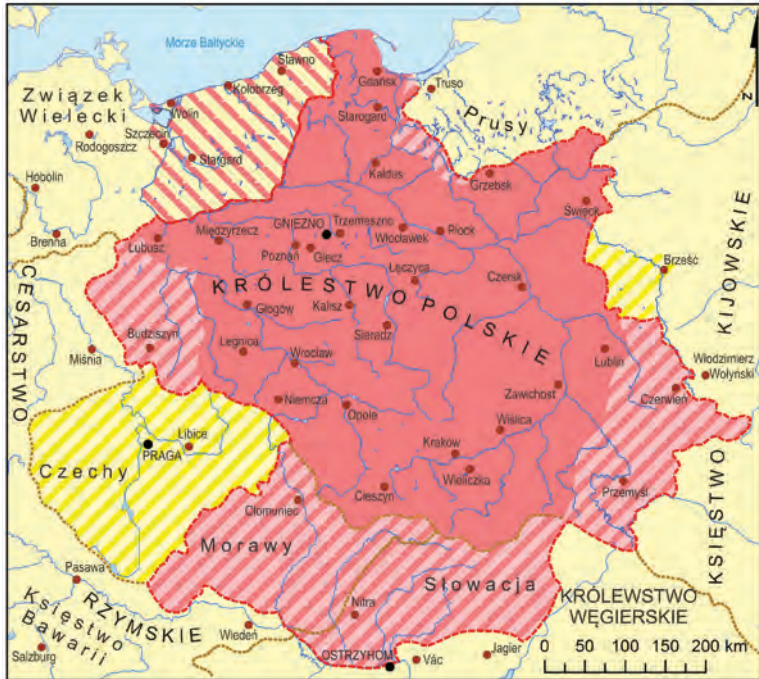 Morze Bałtyckie
Sławno
Gdańsk
Truso
Kołobrzeg
Związek
Wielecki
Wolin
Starogard
Prusy
Szczecin
Rodogoszcz
Stargard
Kałdus
Grzebsk
Hobolin
Święck
GNIEZNO
Trzemeszno
Międzyrzecz
Włocławek
Płock
Brenna
Lubusz
Poznań
Giecz
Brześć
Łęczyca
Czersk
KRÓLESTWO POLSKIE
Głogów
Kalisz
Sieradz
Budziszyn
Miśnia
Legnica
Wrocław
Lublin
Włodzimierz
Wołyński
Zawichost
Czerwień
Niemcza
Opole
Wiślica
Libice
PRAGA
Czechy
Krakow
Wieliczka
Cieszyn
Przemyśl
Ołomuniec
Morawy
Słowacja
Pasawa
Nitra
CESARSTWO
RZYMSKIE
KSIĘSTWO
KIJOWSKIE
KRÓLEWSTWO
WĘGIERSKIE
Księstwo
Bawarii
Wiedeń
Salzburg
OSTRZYHOM
Vác
Jagier
0 50 100 150 200 km
z